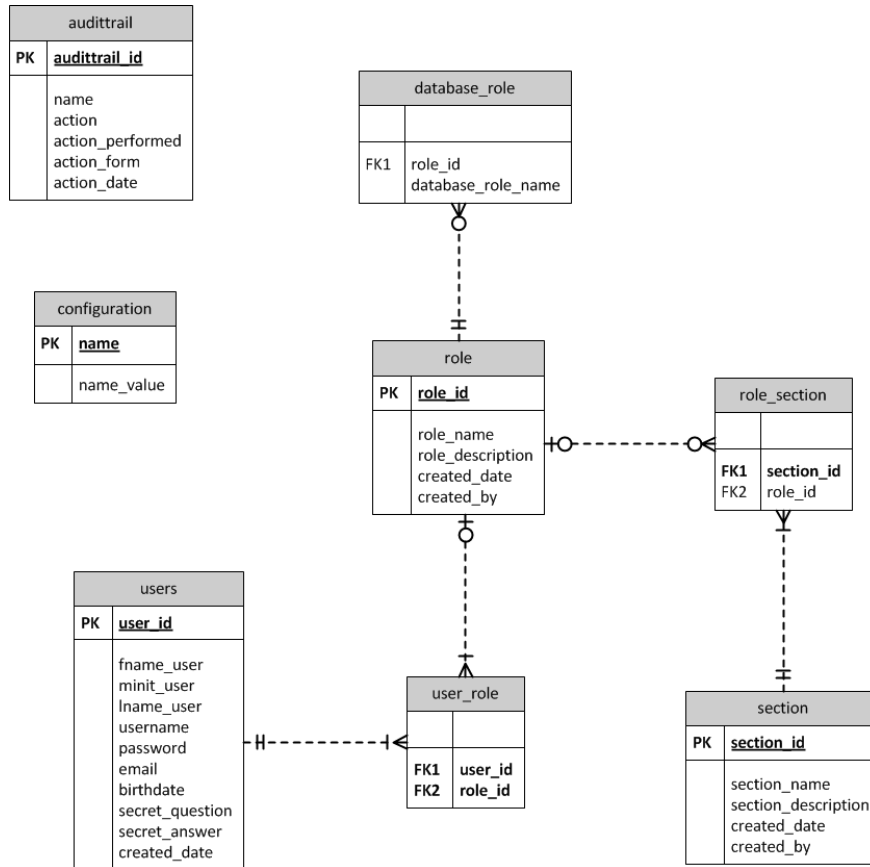 audittrail
PK audittrail_id
name
action
action_performed
action_form
action_date
database_role
FK1 role_id
database_role_name
configuration
PK name
name_value
role
PK role_id
role_name
role_description
created_date
created_by
role_section
FK1 section_id
FK2 role_id
users
PK user_id
fname_user
minit_user
lname_user
username
password
email
birthdate
secret_question
secret_answer
created_date
user_role
FK1 user_id
FK2 role_id
section
PK section_id
section_name
section_description
created_date
created_by